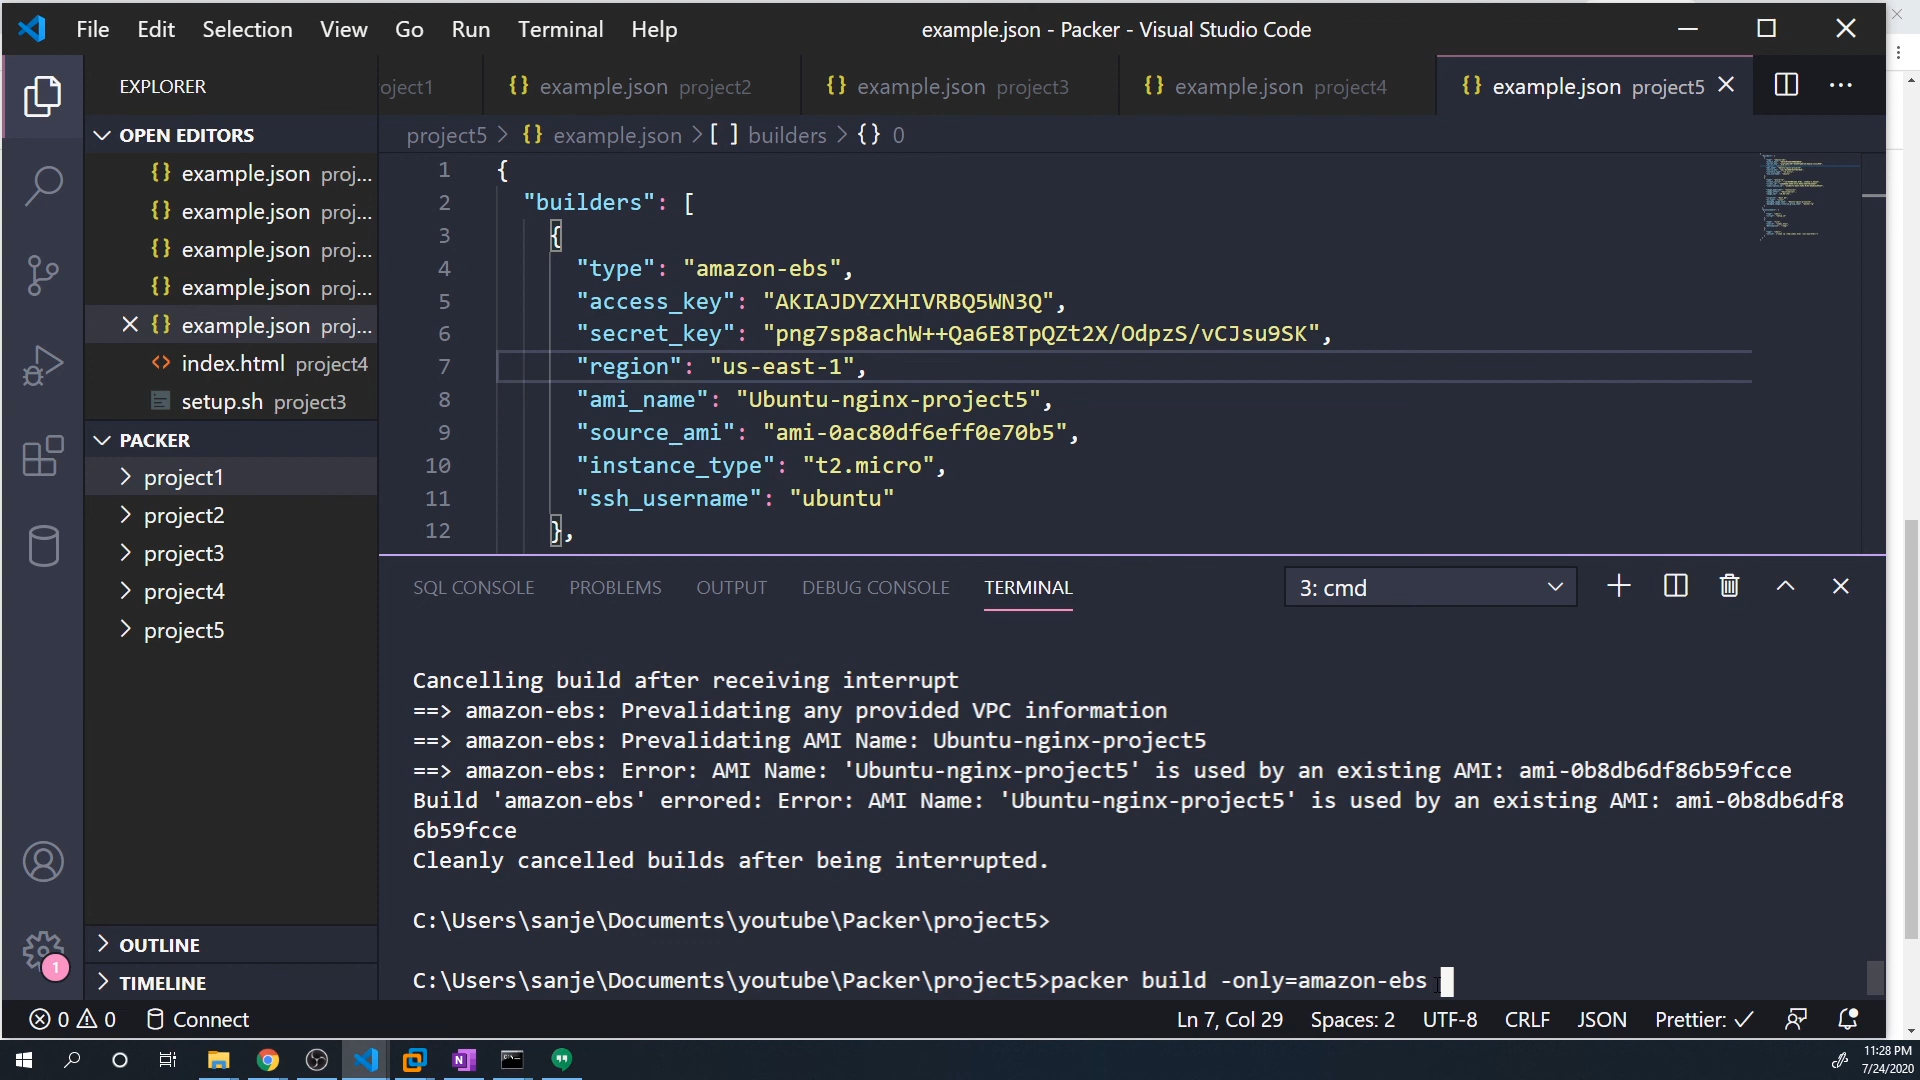 File Edit Selection View Go Run Terminal Help
example.json - Packer - Visual Studio Code
EXPLORER
oject1
{} example.json project2
{} example.json project3
{} example.json project4
{} example.json project5
OPEN EDITORS
{} example.json proj...
{} example.json proj...
{} example.json proj...
{} example.json proj...
{} example.json proj...
<> index.html project4
setup.sh project3
PACKER
project1
project2
project3
project4
project5
OUTLINE
TIMELINE
project5 > {} example.json > [ ] builders > {} 0
1 {
2 "builders": [
3 {
4 "type": "amazon-ebs",
5 "access_key": "AKIAJDYZXHIVRBQ5WN3Q",
6 "secret_key": "png7sp8achW++Qa6E8TpQZt2X/OdpzS/vCJsu9SK",
7 "region": "us-east-1",
8 "ami_name": "Ubuntu-nginx-project5",
9 "source_ami": "ami-0ac80df6eff0e70b5",
10 "instance_type": "t2.micro",
11 "ssh_username": "ubuntu"
12 },
SQL CONSOLE PROBLEMS OUTPUT DEBUG CONSOLE TERMINAL
3: cmd
Cancelling build after receiving interrupt
==> amazon-ebs: Prevalidating any provided VPC information
==> amazon-ebs: Prevalidating AMI Name: Ubuntu-nginx-project5
==> amazon-ebs: Error: AMI Name: 'Ubuntu-nginx-project5' is used by an existing AMI: ami-0b8db6df86b59fcce
Build 'amazon-ebs' errored: Error: AMI Name: 'Ubuntu-nginx-project5' is used by an existing AMI: ami-0b8db6df8
6b59fcce
Cleanly cancelled builds after being interrupted.
C:\Users\sanje\Documents\youtube\Packer\project5>
C:\Users\sanje\Documents\youtube\Packer\project5>packer build -only=amazon-ebs
1
0 0 Connect
Ln 7, Col 29 Spaces: 2 UTF-8 CRLF JSON Prettier: ✓
11:28 PM
7/24/2020